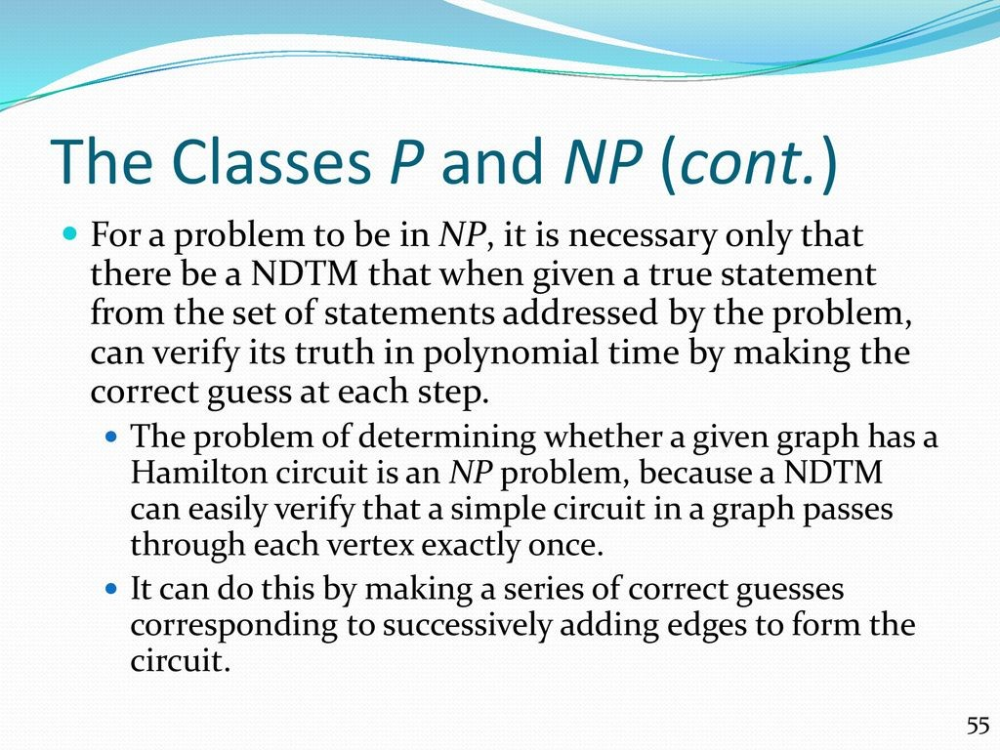 The Classes P and NP (cont.)
For a problem to be in NP, it is necessary only that
there be a NDTM that when given a true statement
from the set of statements addressed by the problem,
can verify its truth in polynomial time by making the
correct guess at each step.
The problem of determining whether a given graph has a
Hamilton circuit is an NP problem, because a NDTM
can easily verify that a simple circuit in a graph passes
through each vertex exactly once.
It can do this by making a series of correct guesses
corresponding to successively adding edges to form the
circuit.
55